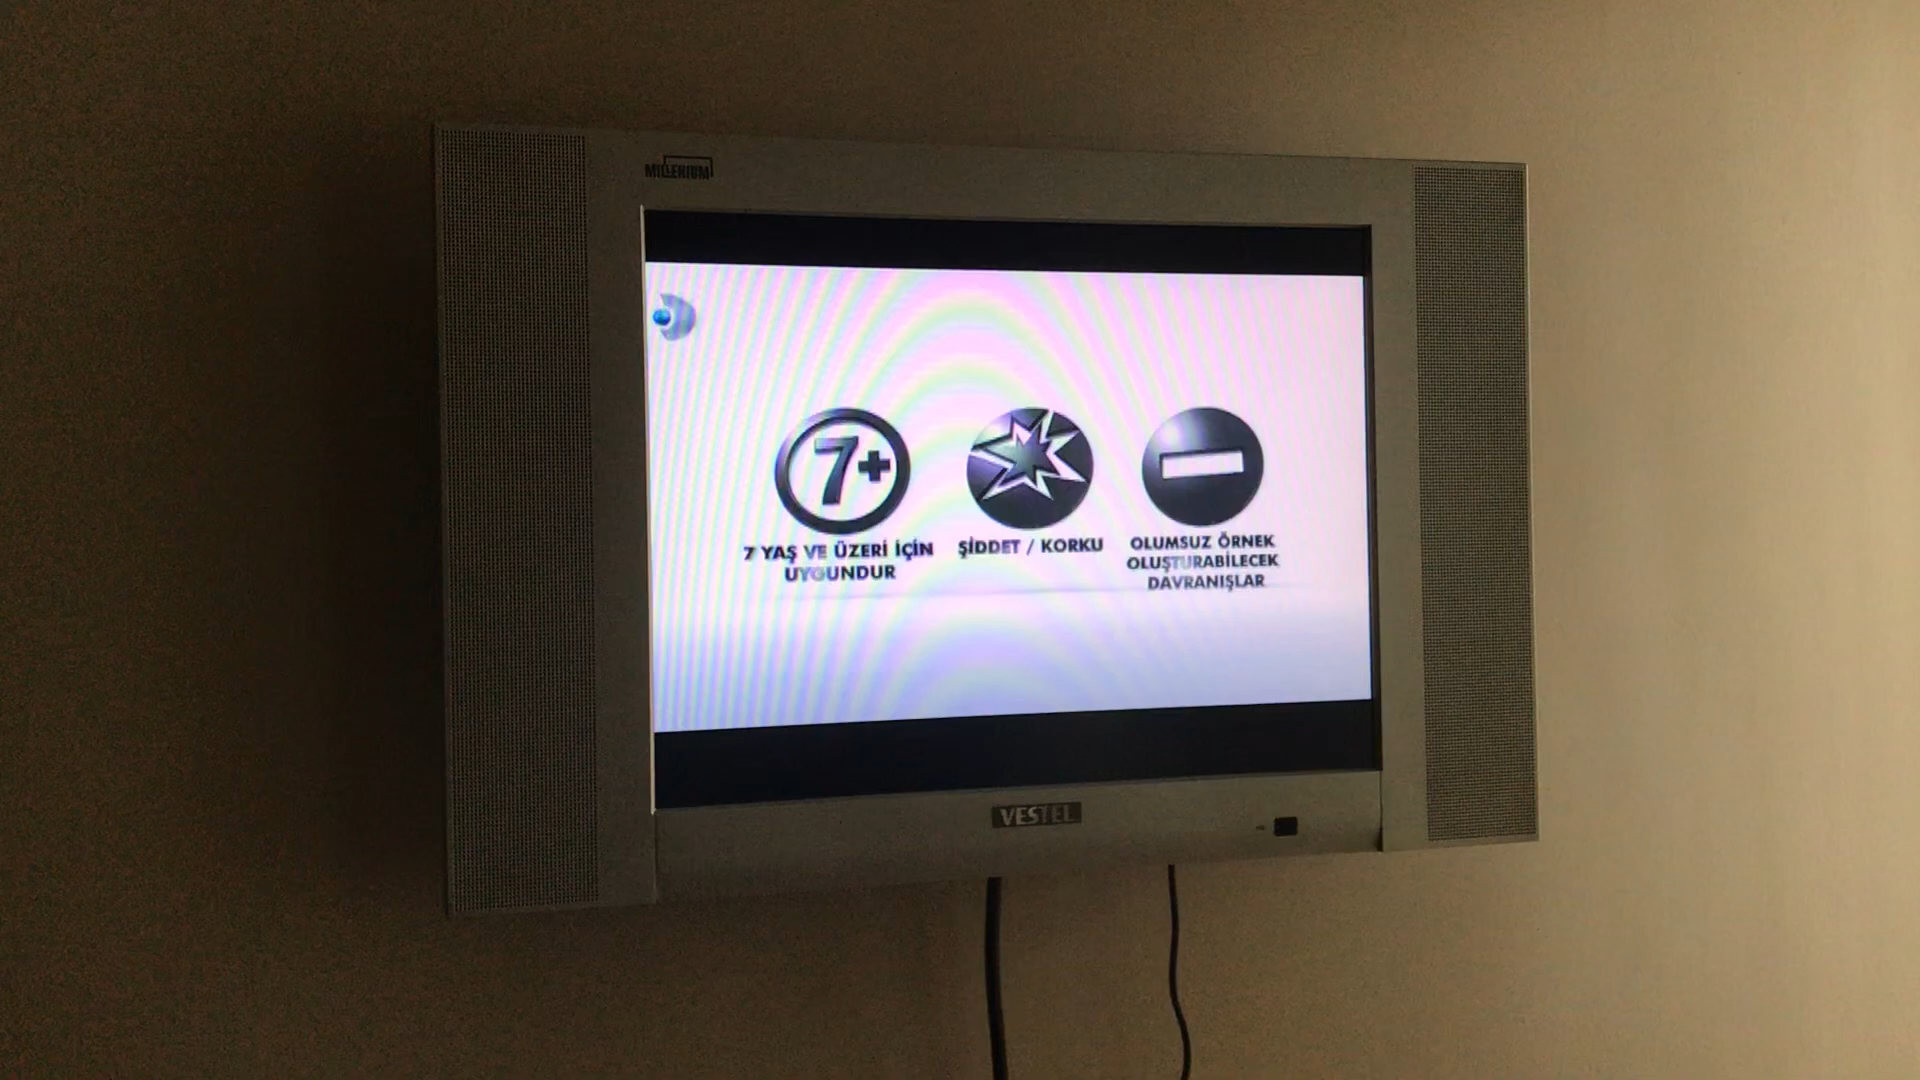 MILLENIUM
7+
7 YAŞ VE ÜZERİ İÇİN
UYGUNDUR
ŞİDDET / KORKU
OLUMSUZ ÖRNEK
OLUŞTURABİLECEK
DAVRANIŞLAR
VESTEL